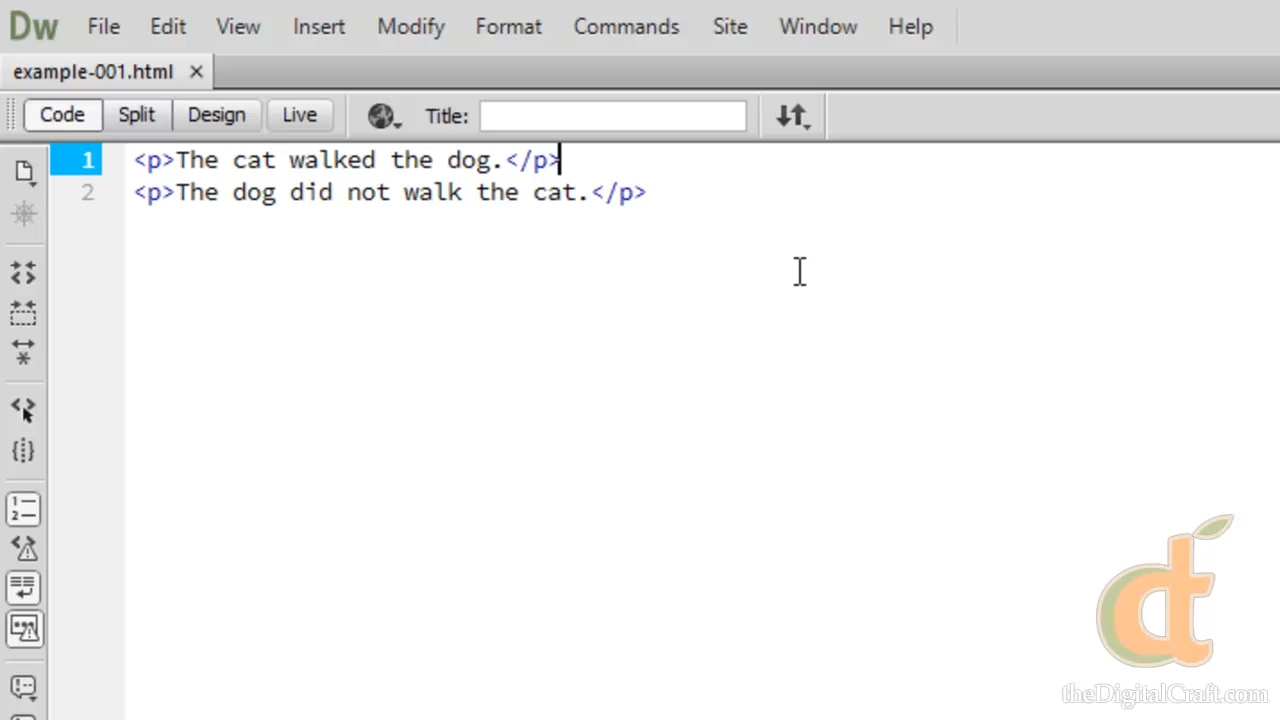 Dw File Edit View Insert Modify Format Commands Site Window Help
example-001.html ×
Code Split Design Live Title:
1 <p>The cat walked the dog.</p>
2 <p>The dog did not walk the cat.</p>
dt
theDigitalCraft.com